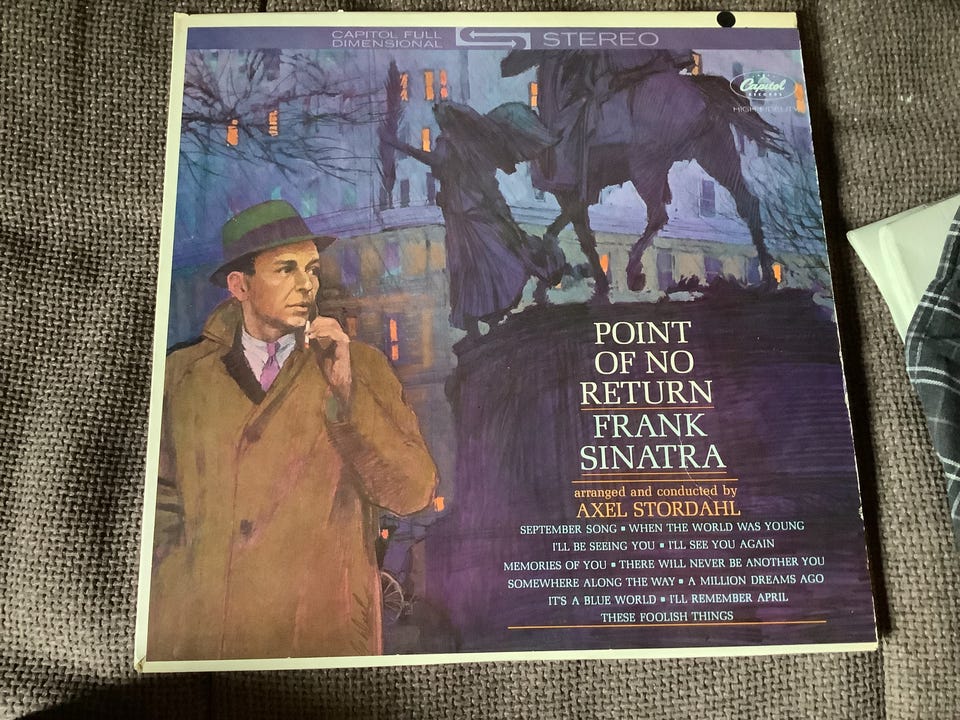 CAPITOL FULL
DIMENSIONAL
STEREO
Capitol
RECORDS
HIGH FIDELITY
POINT
OF NO
RETURN
FRANK
SINATRA
arranged and conducted by
AXEL STORDAHL
SEPTEMBER SONG ▪ WHEN THE WORLD WAS YOUNG
I'LL BE SEEING YOU ▪ I'LL SEE YOU AGAIN
MEMORIES OF YOU ▪ THERE WILL NEVER BE ANOTHER YOU
SOMEWHERE ALONG THE WAY ▪ A MILLION DREAMS AGO
IT'S A BLUE WORLD ▪ I'LL REMEMBER APRIL
THESE FOOLISH THINGS